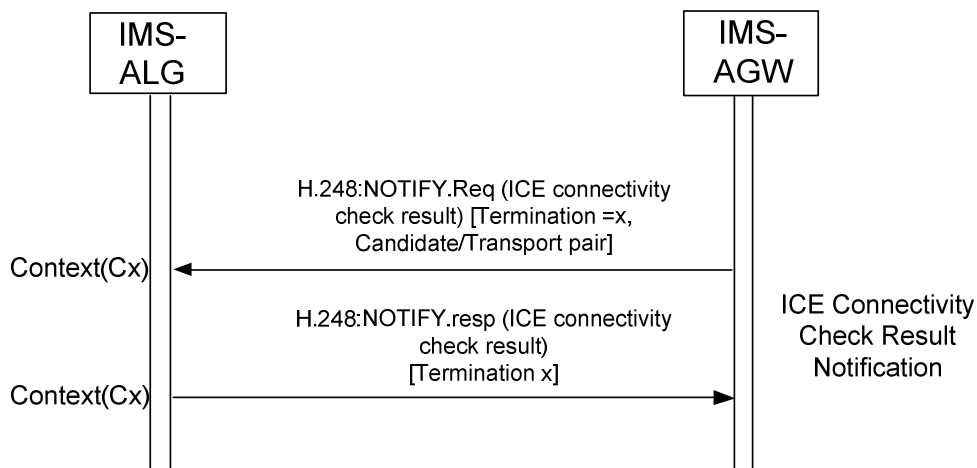 IMS-
ALG
IMS-
AGW
H.248:NOTIFY.Req (ICE connectivity
check result) [Termination =x,
Candidate/Transport pair]
Context(Cx)
H.248:NOTIFY.resp (ICE connectivity
check result)
[Termination x]
Context(Cx)
ICE Connectivity
Check Result
Notification